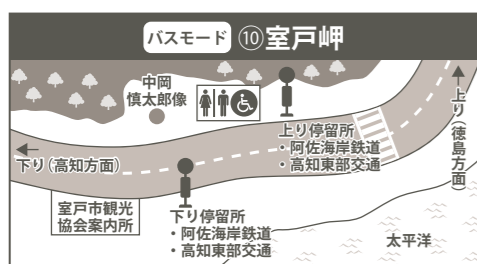 バスモード ⑩室戸岬
中岡
慎太郎像
上り(徳島方面)
上り停留所
・阿佐海岸鉄道
・高知東部交通
下り(高知方面)
室戸市観光
協会案内所
下り停留所
・阿佐海岸鉄道
・高知東部交通
太平洋